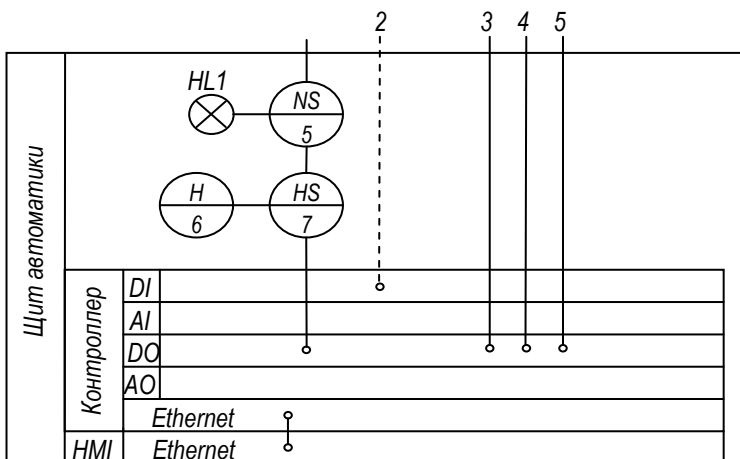 2 3 4 5
HL1
NS
5
H
6
HS
7
Щит автоматики
Контроллер
DI
AI
DO
AO
Ethernet
HMI Ethernet